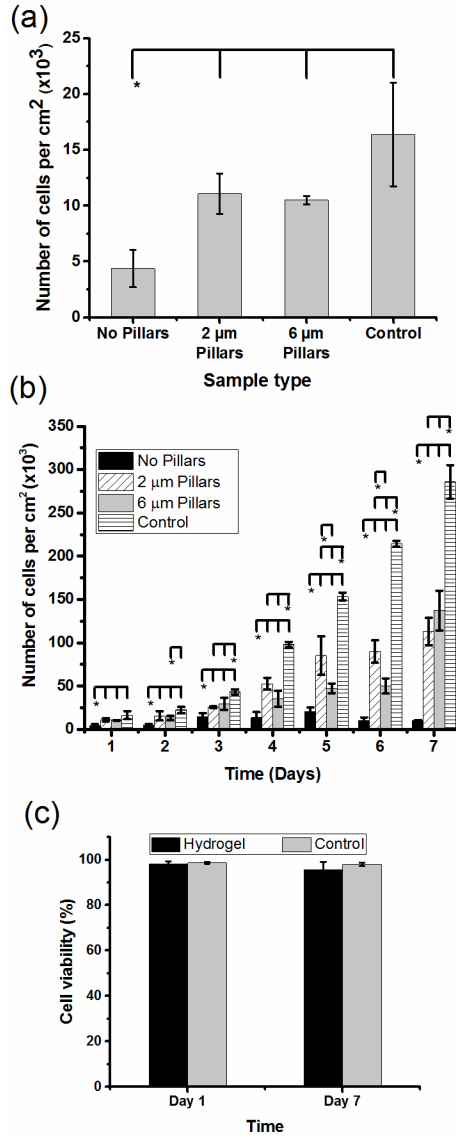 (a)
Number of cells per cm² (x10³)
25
20
15
10
5
0
*
No Pillars
2 µm Pillars
6 µm Pillars
Control
Sample type
(b)
Number of cells per cm² (x10³)
350
300
250
200
150
100
50
0
No Pillars
2 µm Pillars
6 µm Pillars
Control
* * * * * * * * * * * * * * *
1 2 3 4 5 6 7
Time (Days)
(c)
Cell viability (%)
100
80
60
40
20
0
Hydrogel Control
Day 1 Day 7
Time